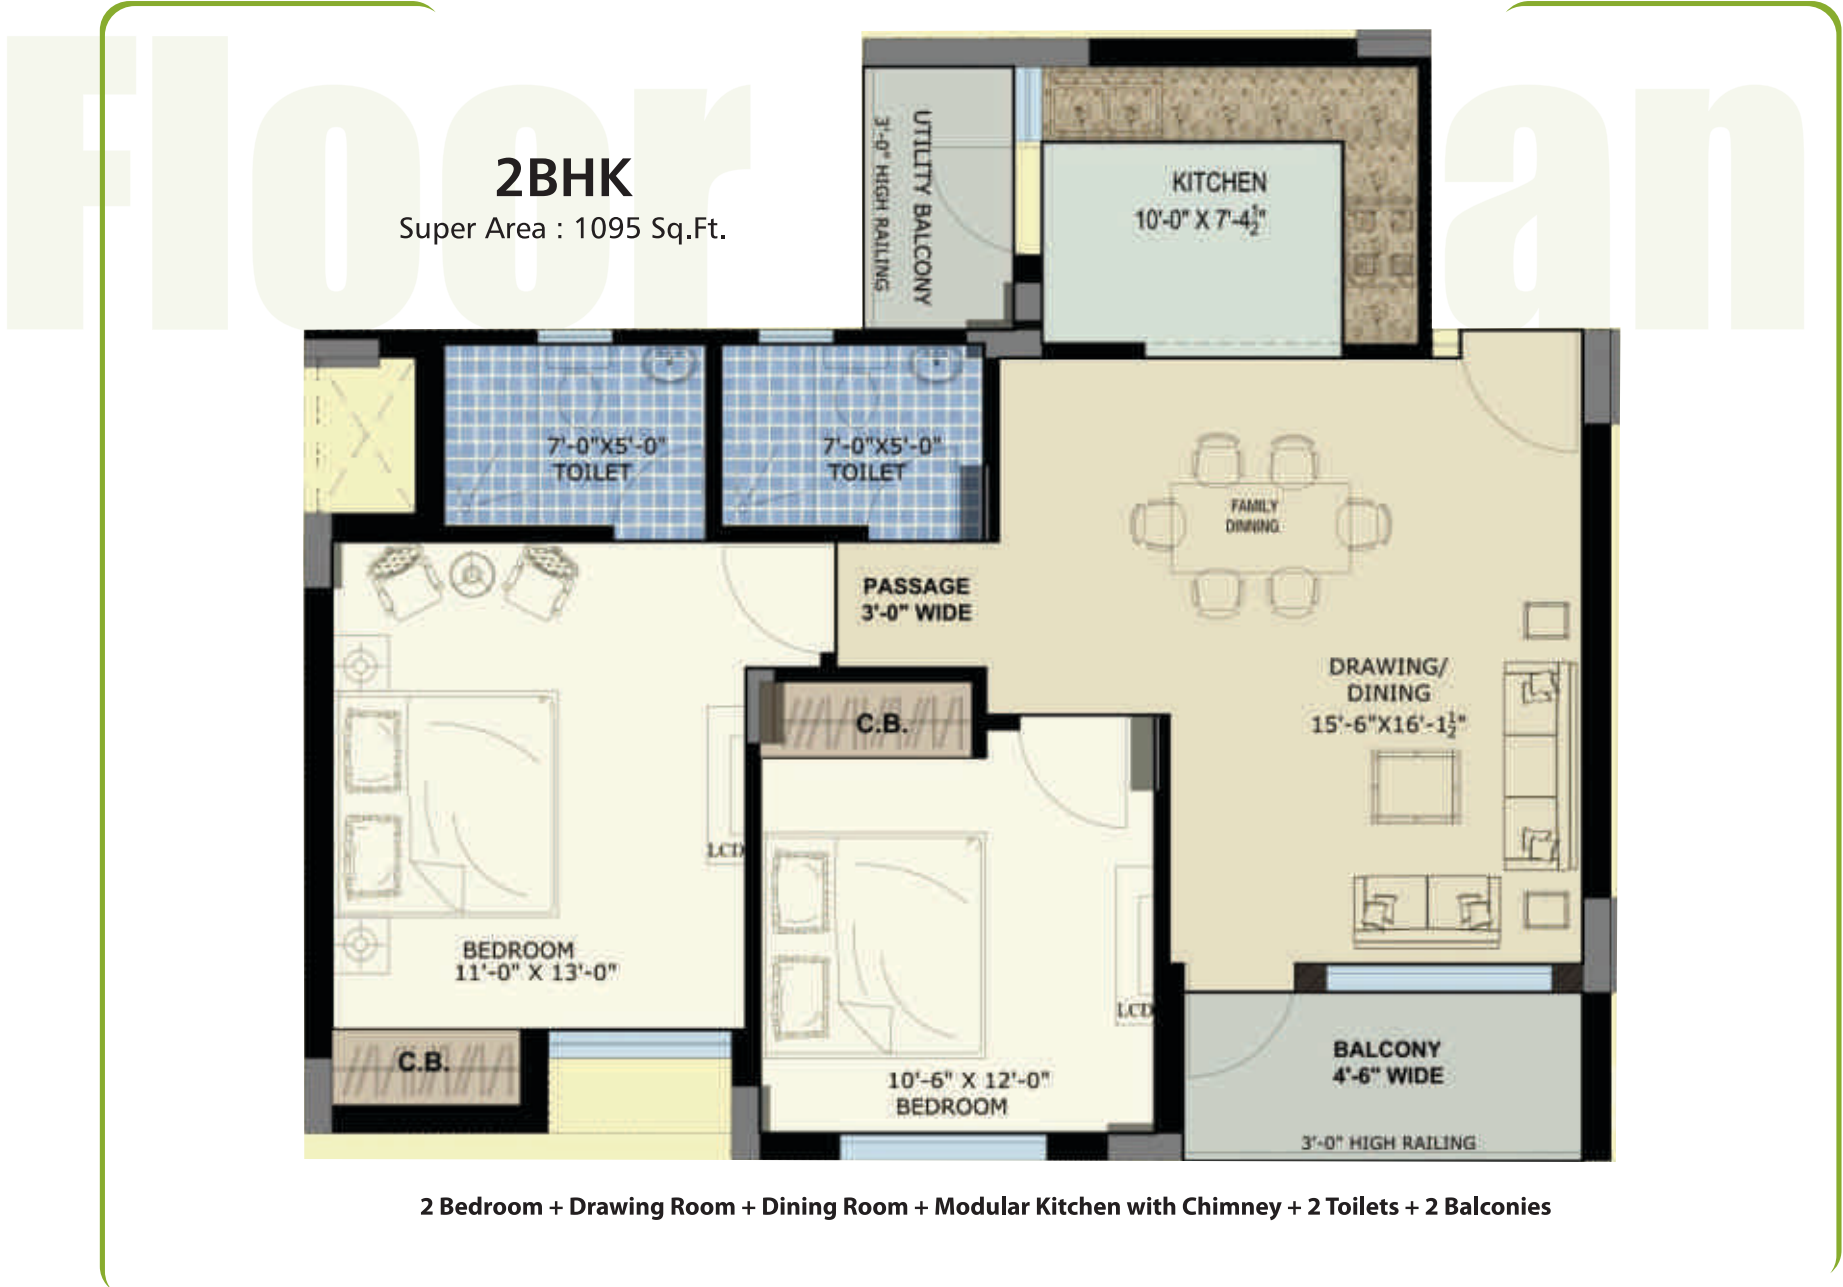 Floor Plan
2BHK
Super Area : 1095 Sq.Ft.
UTILITY BALCONY
3'-0" HIGH RAILING
KITCHEN
10'-0" X 7'-4½"
7'-0"X5'-0"
TOILET
7'-0"X5'-0"
TOILET
FAMILY
DINNING
PASSAGE
3'-0" WIDE
DRAWING/
DINING
15'-6"X16'-1½"
C.B.
LCD
BEDROOM
11'-0" X 13'-0"
LCD
C.B.
10'-6" X 12'-0"
BEDROOM
BALCONY
4'-6" WIDE
3'-0" HIGH RAILING
2 Bedroom + Drawing Room + Dining Room + Modular Kitchen with Chimney + 2 Toilets + 2 Balconies